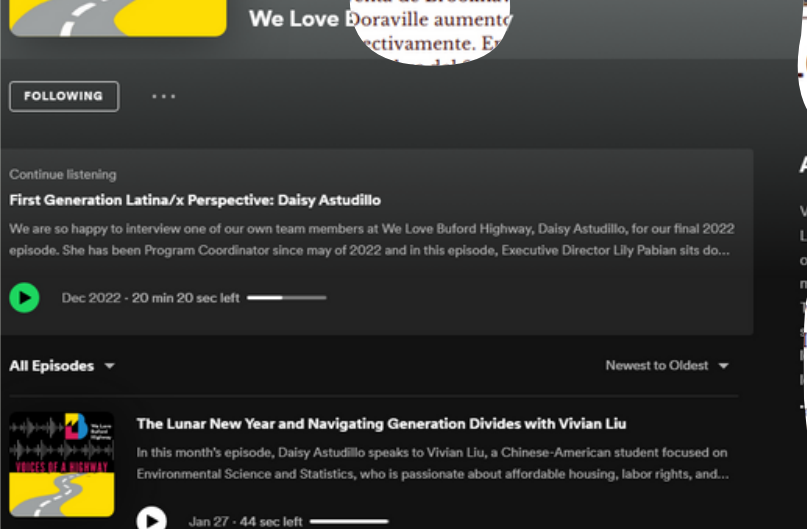 We Love B
Doraville aumento
ectivamente. En
FOLLOWING
Continue listening
First Generation Latina/x Perspective: Daisy Astudillo
We are so happy to interview one of our own team members at We Love Buford Highway, Daisy Astudillo, for our final 2022
episode. She has been Program Coordinator since may of 2022 and in this episode, Executive Director Lily Pabian sits do...
Dec 2022 · 20 min 20 sec left
All Episodes
Newest to Oldest
We Love
Buford
Highway
VOICES OF A HIGHWAY
The Lunar New Year and Navigating Generation Divides with Vivian Liu
In this month's episode, Daisy Astudillo speaks to Vivian Liu, a Chinese-American student focused on
Environmental Science and Statistics, who is passionate about affordable housing, labor rights, and...
Jan 27 · 44 sec left